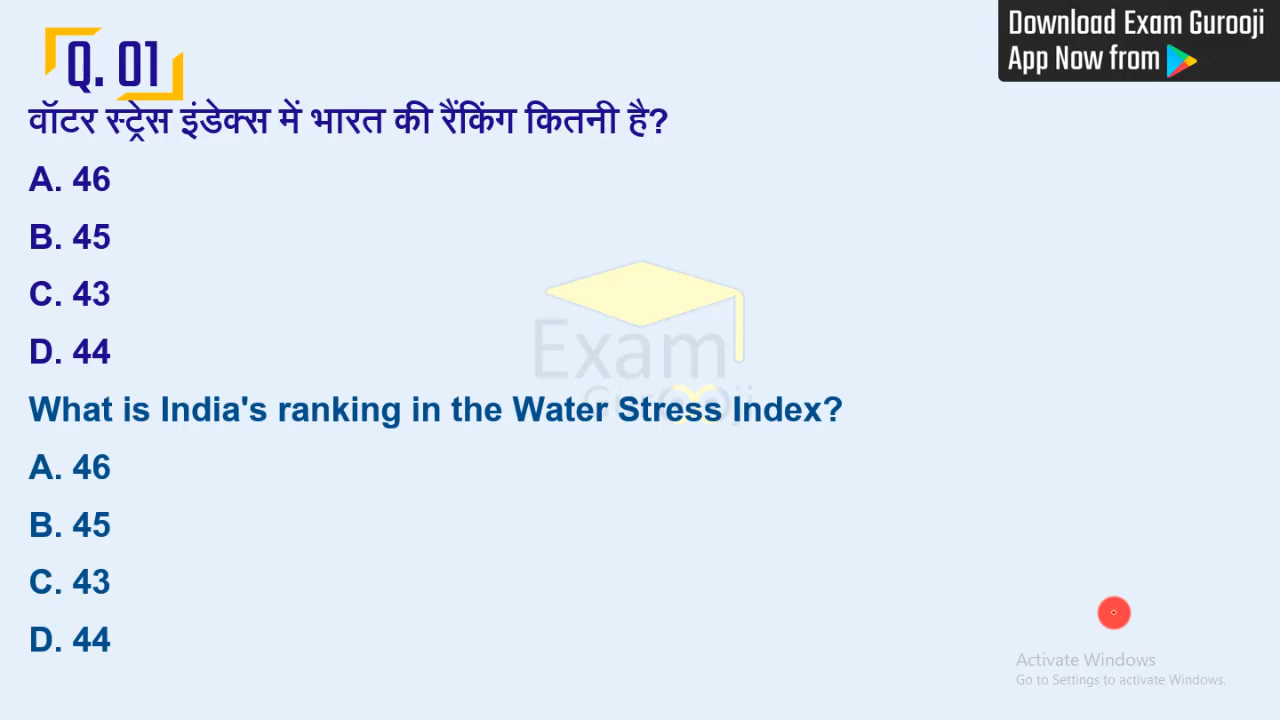 Download Exam Gurooji
App Now from
Q. 01
वॉटर स्ट्रेस इंडेक्स में भारत की रैंकिंग कितनी है?
A. 46
B. 45
C. 43
D. 44
Exam
Gurooji
What is India's ranking in the Water Stress Index?
A. 46
B. 45
C. 43
D. 44
Activate Windows
Go to Settings to activate Windows.